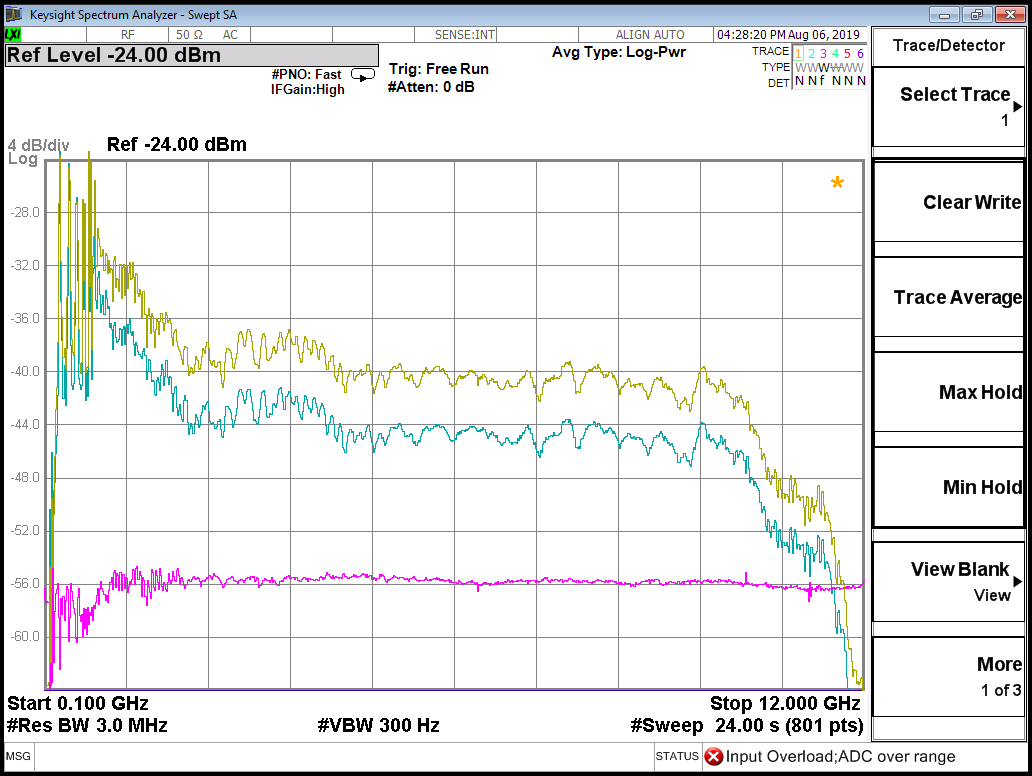 Keysight Spectrum Analyzer - Swept SA
LXI
RF
50 Ω
AC
SENSE:INT
ALIGN AUTO
04:28:20 PM Aug 06, 2019
Ref Level -24.00 dBm
Avg Type: Log-Pwr
TRACE 1 2 3 4 5 6
TYPE W W W W W W
DET N N f N N N
#PNO: Fast
IFGain:High
Trig: Free Run
#Atten: 0 dB
4 dB/div
Log
Ref -24.00 dBm
*
-28.0
-32.0
-36.0
-40.0
-44.0
-48.0
-52.0
-56.0
-60.0
Start 0.100 GHz
Stop 12.000 GHz
#Res BW 3.0 MHz
#VBW 300 Hz
#Sweep 24.00 s (801 pts)
MSG
STATUS
Input Overload;ADC over range
Trace/Detector
Select Trace
1
Clear Write
Trace Average
Max Hold
Min Hold
View Blank
View
More
1 of 3